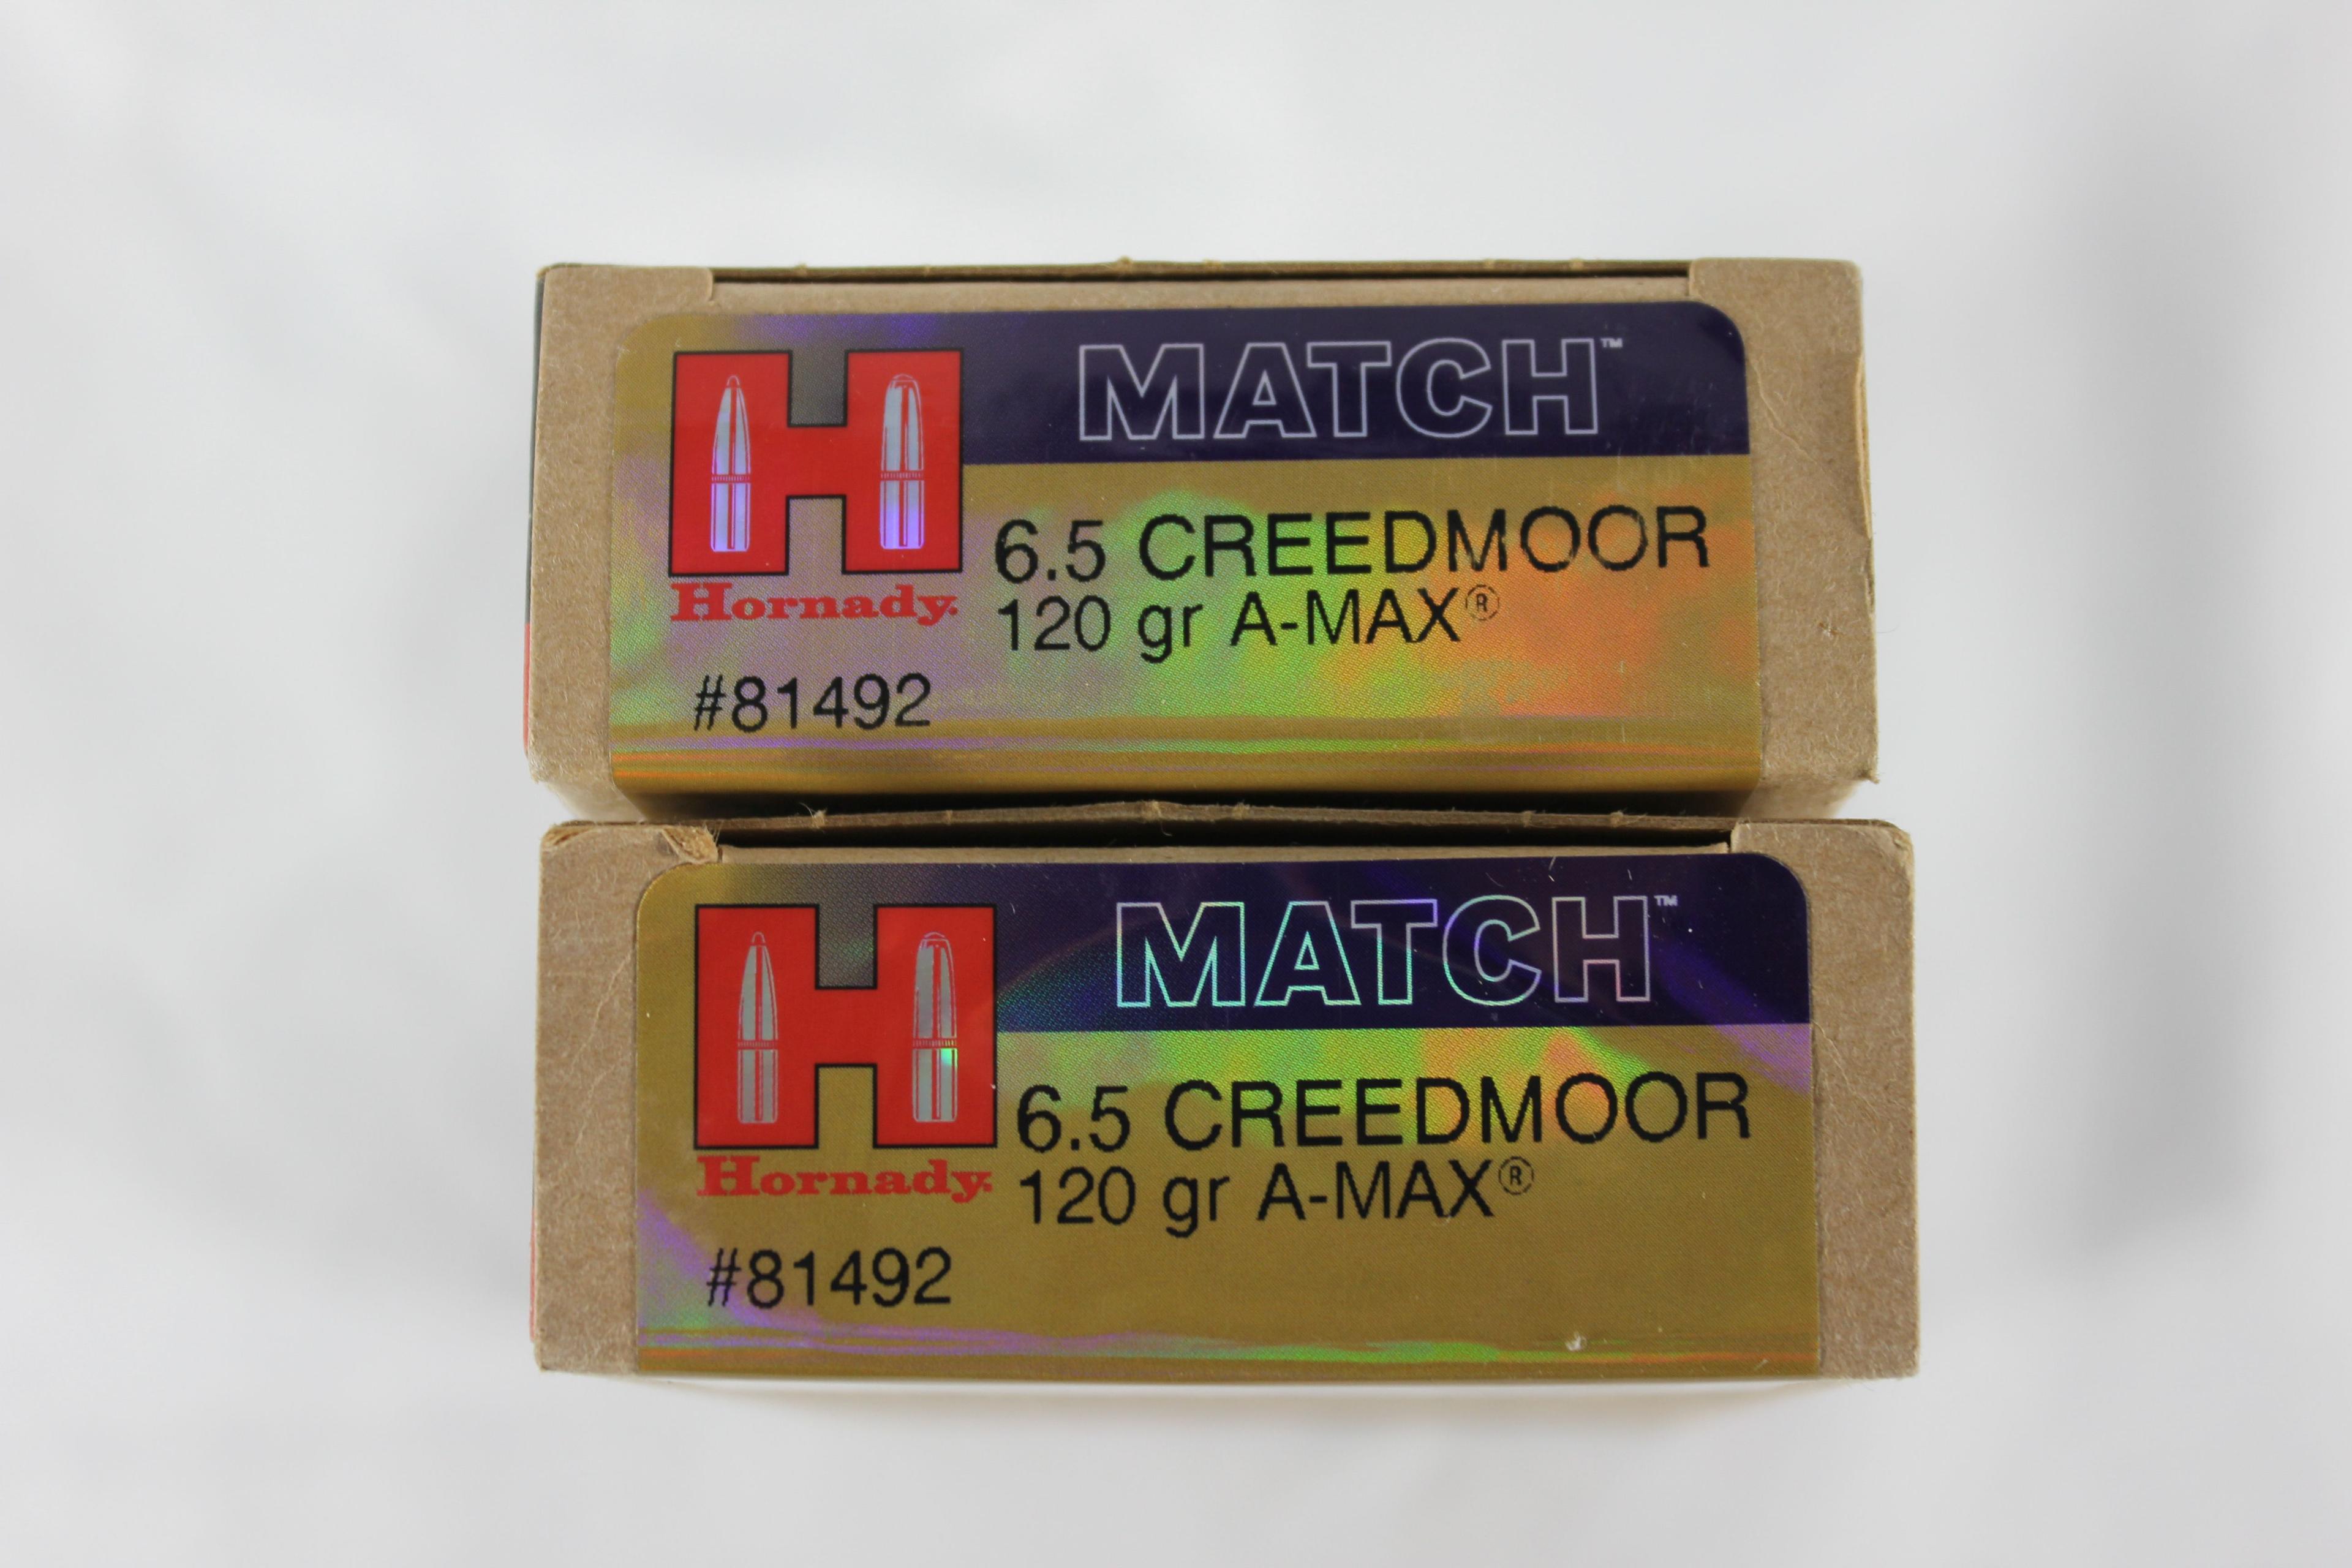 MATCH™
Hornady.
6.5 CREEDMOOR
120 gr A-MAX®
#81492
MATCH™
Hornady.
6.5 CREEDMOOR
120 gr A-MAX®
#81492